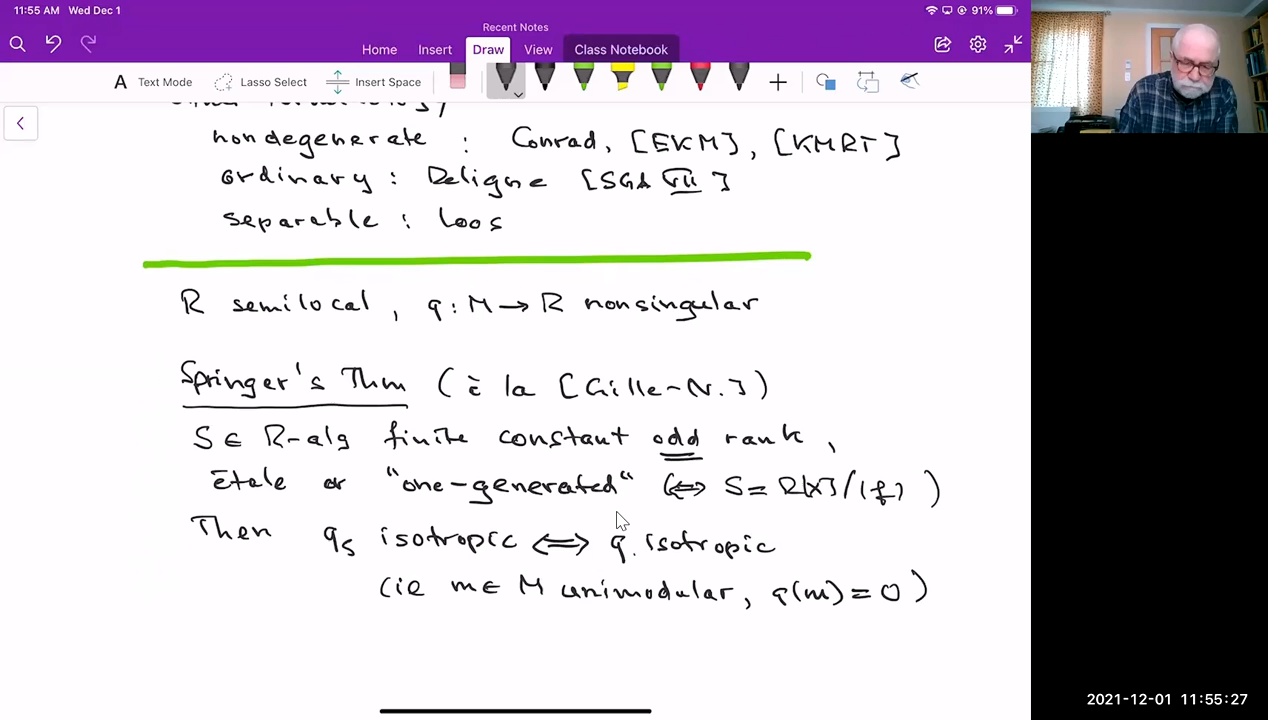 11:55 AM Wed Dec 1
91%
Recent Notes
Home Insert Draw View Class Notebook
Text Mode Lasso Select Insert Space
nondegenerate : Conrad, [EKM], [KMRT]
ordinary : Deligne [SGA VII]
separable : Loos
R semilocal, q : M → R nonsingular
Springer's Thm (à la [Gille-N.])
S ∈ R-alg finite constant odd rank,
étale or "one-generated" (⟺ S = R[X]/(f))
Then q_S isotropic ⟺ q isotropic
(ie m ∈ M unimodular, q(m) = 0)
2021-12-01 11:55:27